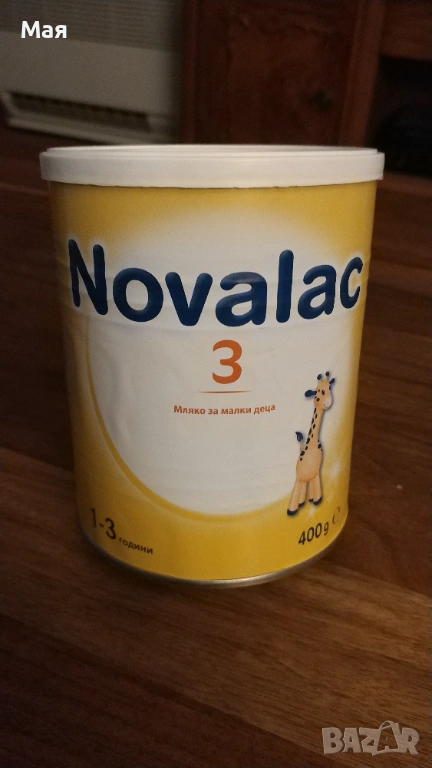 Мая
Novalac
3
Мляко за малки деца
1-3 години
400g e
BAZAR